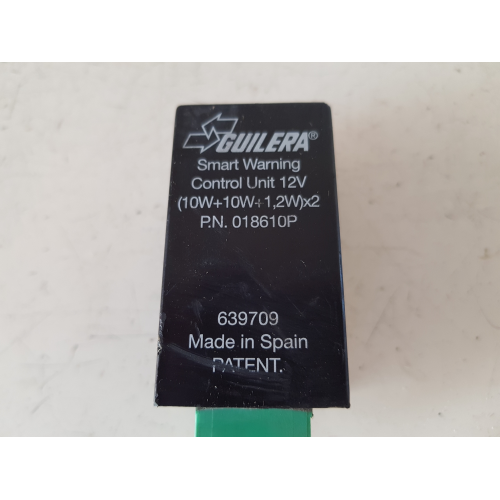 GUILERA®
Smart Warning
Control Unit 12V
(10W+10W+1,2W)x2
P.N. 018610P
639709
Made in Spain
PATENT.